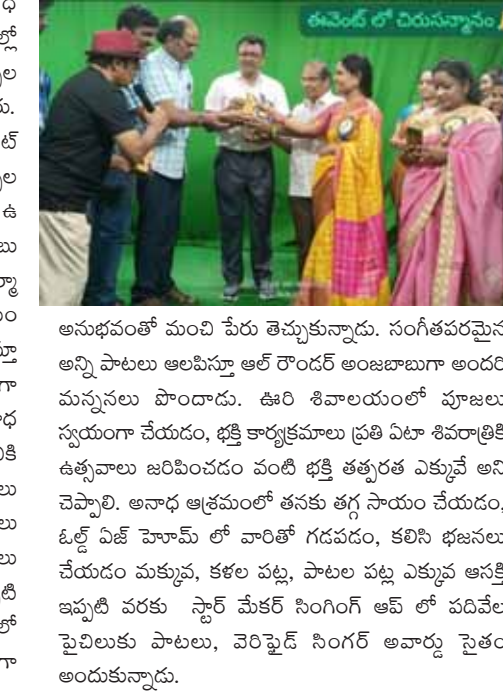 ఈవెంట్ లో చిరుసన్మానం
అనుభవంతో మంచి పేరు తెచ్చుకున్నాడు. సంగీతపరమైన
అన్ని పాటలు ఆలపిస్తూ ఆల్ రౌండర్ అంజబాబుగా అందరి
మన్ననలు పొందాడు. ఊరి శివాలయంలో పూజలు
స్వయంగా చేయడం, భక్తి కార్యక్రమాలు ప్రతి ఏటా శివరాత్రికి
ఉత్సవాలు జరిపించడం వంటి భక్తి తత్పరత ఎక్కువే అని
చెప్పాలి. అనాధ ఆశ్రమంలో తనకు తగ్గ సాయం చేయడం,
ఓల్డ్ ఏజ్ హెూమ్ లో వారితో గడపడం, కలిసి భజనలు
చేయడం మక్కువ, కళల పట్ల, పాటల పట్ల ఎక్కువ ఆసక్తి
ఇప్పటి వరకు స్టార్ మేకర్ సింగింగ్ ఆప్ లో పదివేల
పైచిలుకు పాటలు, వెరిఫైడ్ సింగర్ అవార్డు సైతం
అందుకున్నాడు.